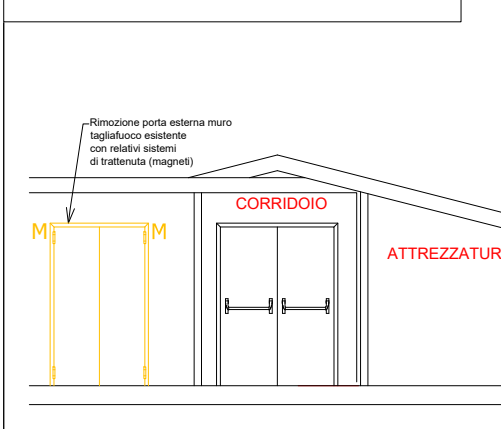 Rimozione porta esterna muro
tagliafuoco esistente
con relativi sistemi
di trattenuta (magneti)
CORRIDOIO
M M
ATTREZZATUR